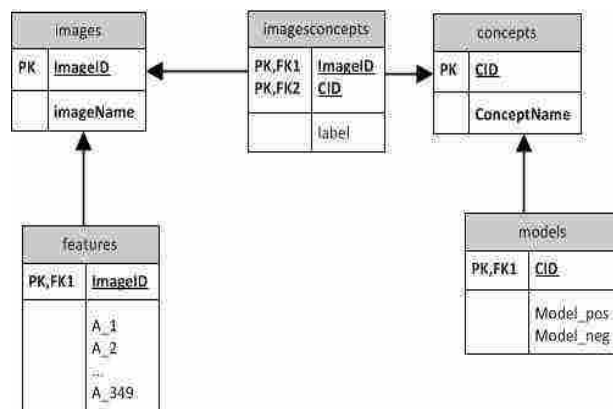 images
PK ImageID
imageName
imagesconcepts
PK,FK1 ImageID
PK,FK2 CID
label
concepts
PK CID
ConceptName
features
PK,FK1 ImageID
A_1
A_2
...
A_349
models
PK,FK1 CID
Model_pos
Model_neg